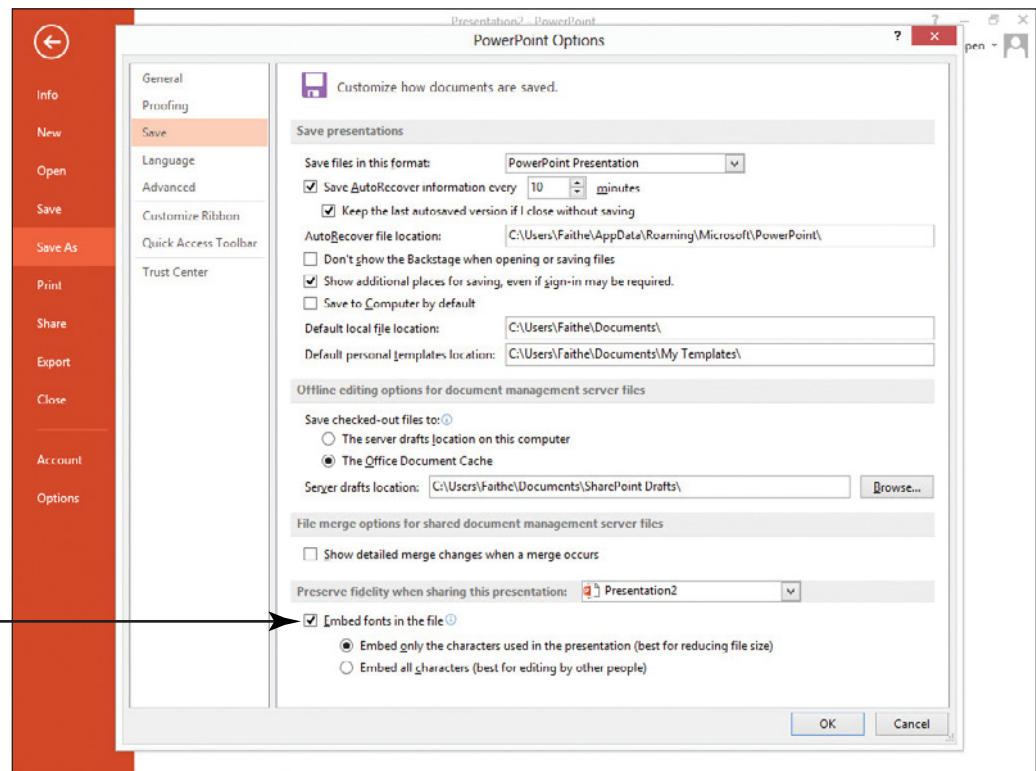 Presentation2 - PowerPoint
?
PowerPoint Options
?
pen
Info
New
Open
Save
Save As
Print
Share
Export
Close
Account
Options
General
Proofing
Save
Language
Advanced
Customize Ribbon
Quick Access Toolbar
Trust Center
Customize how documents are saved.
Save presentations
Save files in this format: PowerPoint Presentation
Save AutoRecover information every 10 minutes
Keep the last autosaved version if I close without saving
AutoRecover file location: C:\Users\Faithe\AppData\Roaming\Microsoft\PowerPoint\
Don't show the Backstage when opening or saving files
Show additional places for saving, even if sign-in may be required.
Save to Computer by default
Default local file location: C:\Users\Faithe\Documents\
Default personal templates location: C:\Users\Faithe\Documents\My Templates\
Offline editing options for document management server files
Save checked-out files to:
The server drafts location on this computer
The Office Document Cache
Server drafts location: C:\Users\Faithe\Documents\SharePoint Drafts\ Browse...
File merge options for shared document management server files
Show detailed merge changes when a merge occurs
Preserve fidelity when sharing this presentation: Presentation2
Embed fonts in the file
Embed only the characters used in the presentation (best for reducing file size)
Embed all characters (best for editing by other people)
OK Cancel